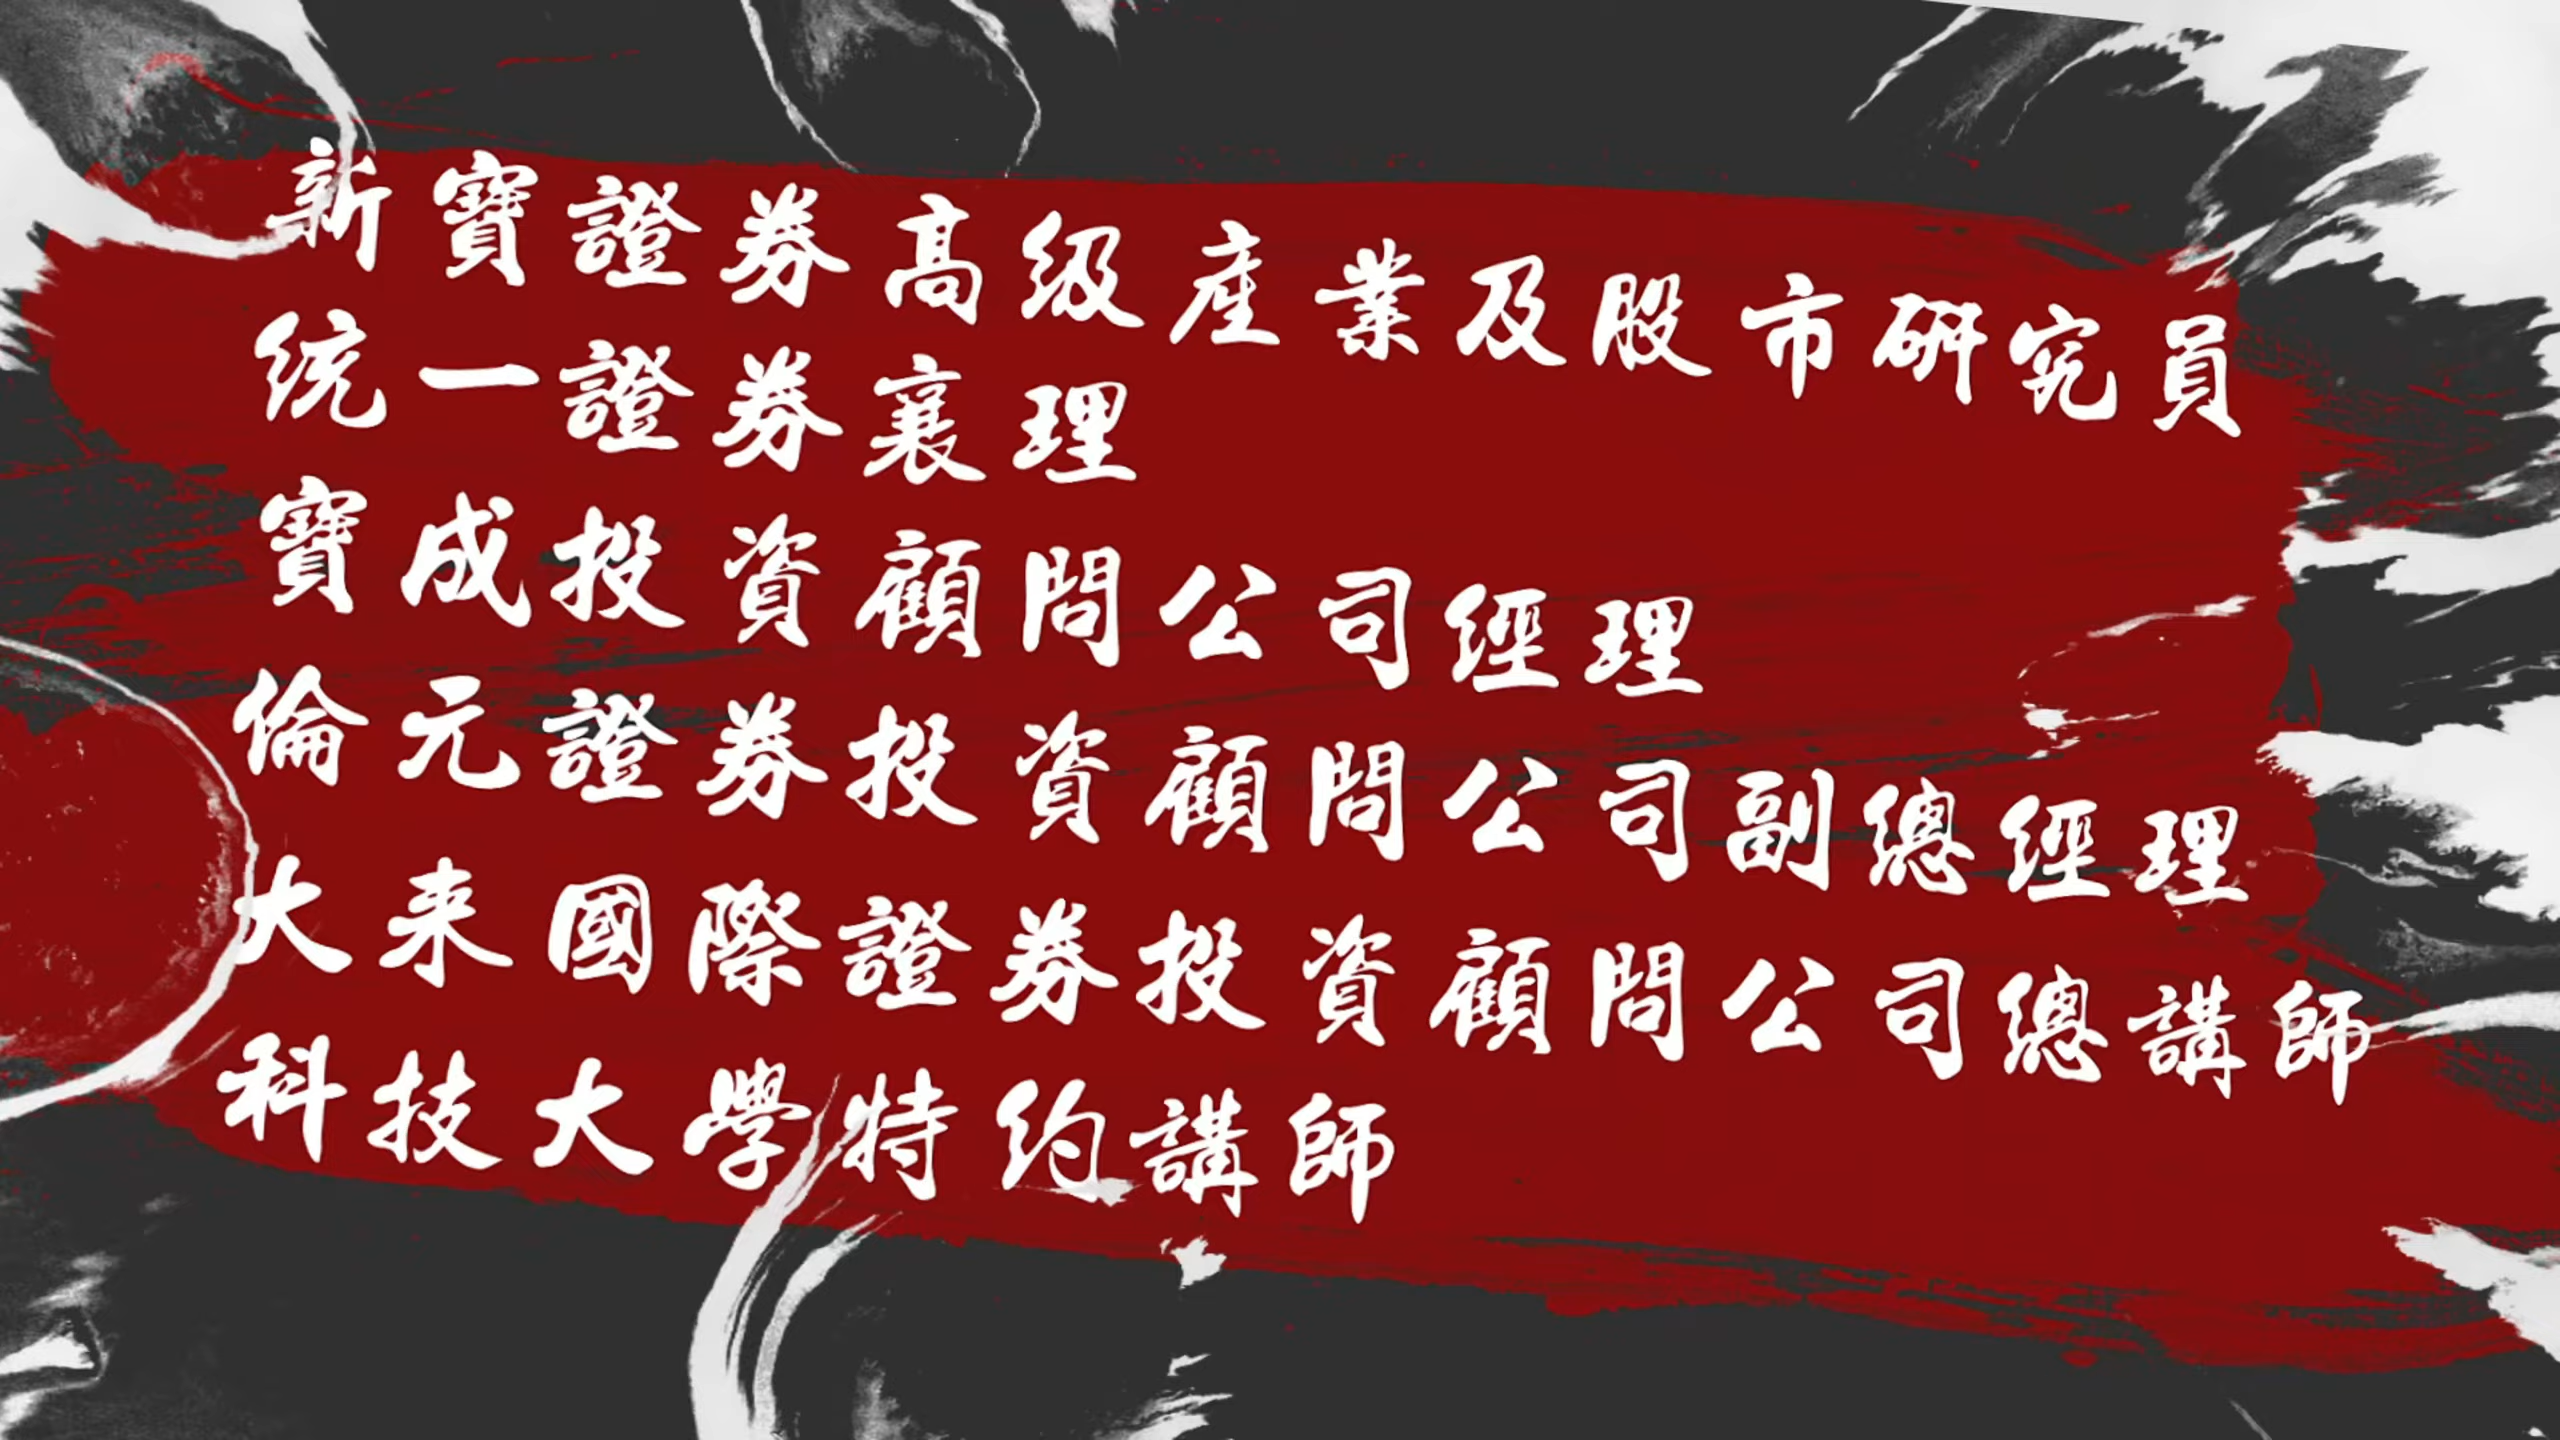 新寶證券高級產業及股市研究員
統一證券襄理
寶成投資顧問公司經理
倫元證券投資顧問公司副總經理
大来國際證券投資顧問公司總講師
科技大學特約講師